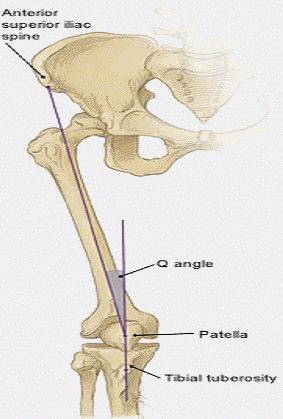 Anterior
superior iliac
spine
Q angle
Patella
Tibial tuberosity